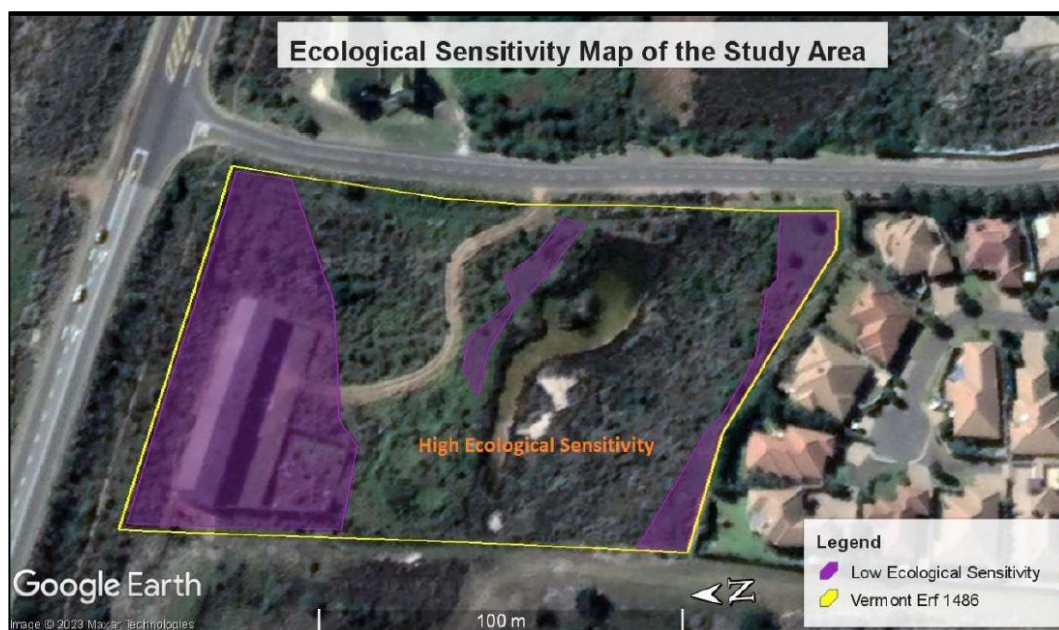 Ecological Sensitivity Map of the Study Area
High Ecological Sensitivity
Legend
Low Ecological Sensitivity
Vermont Erf 1486
Google Earth
N
100 m
Image © 2023 Maxar Technologies